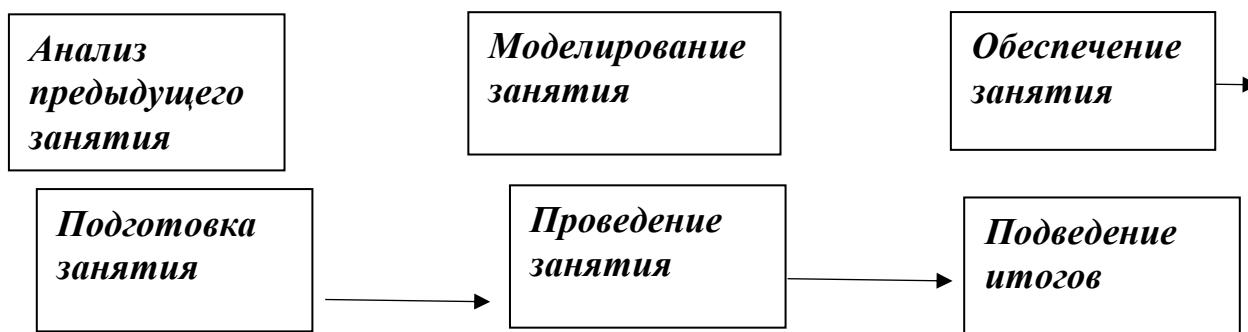 Анализ
предыдущего
занятия
Моделирование
занятия
Обеспечение
занятия
Подготовка
занятия
Проведение
занятия
Подведение
итогов